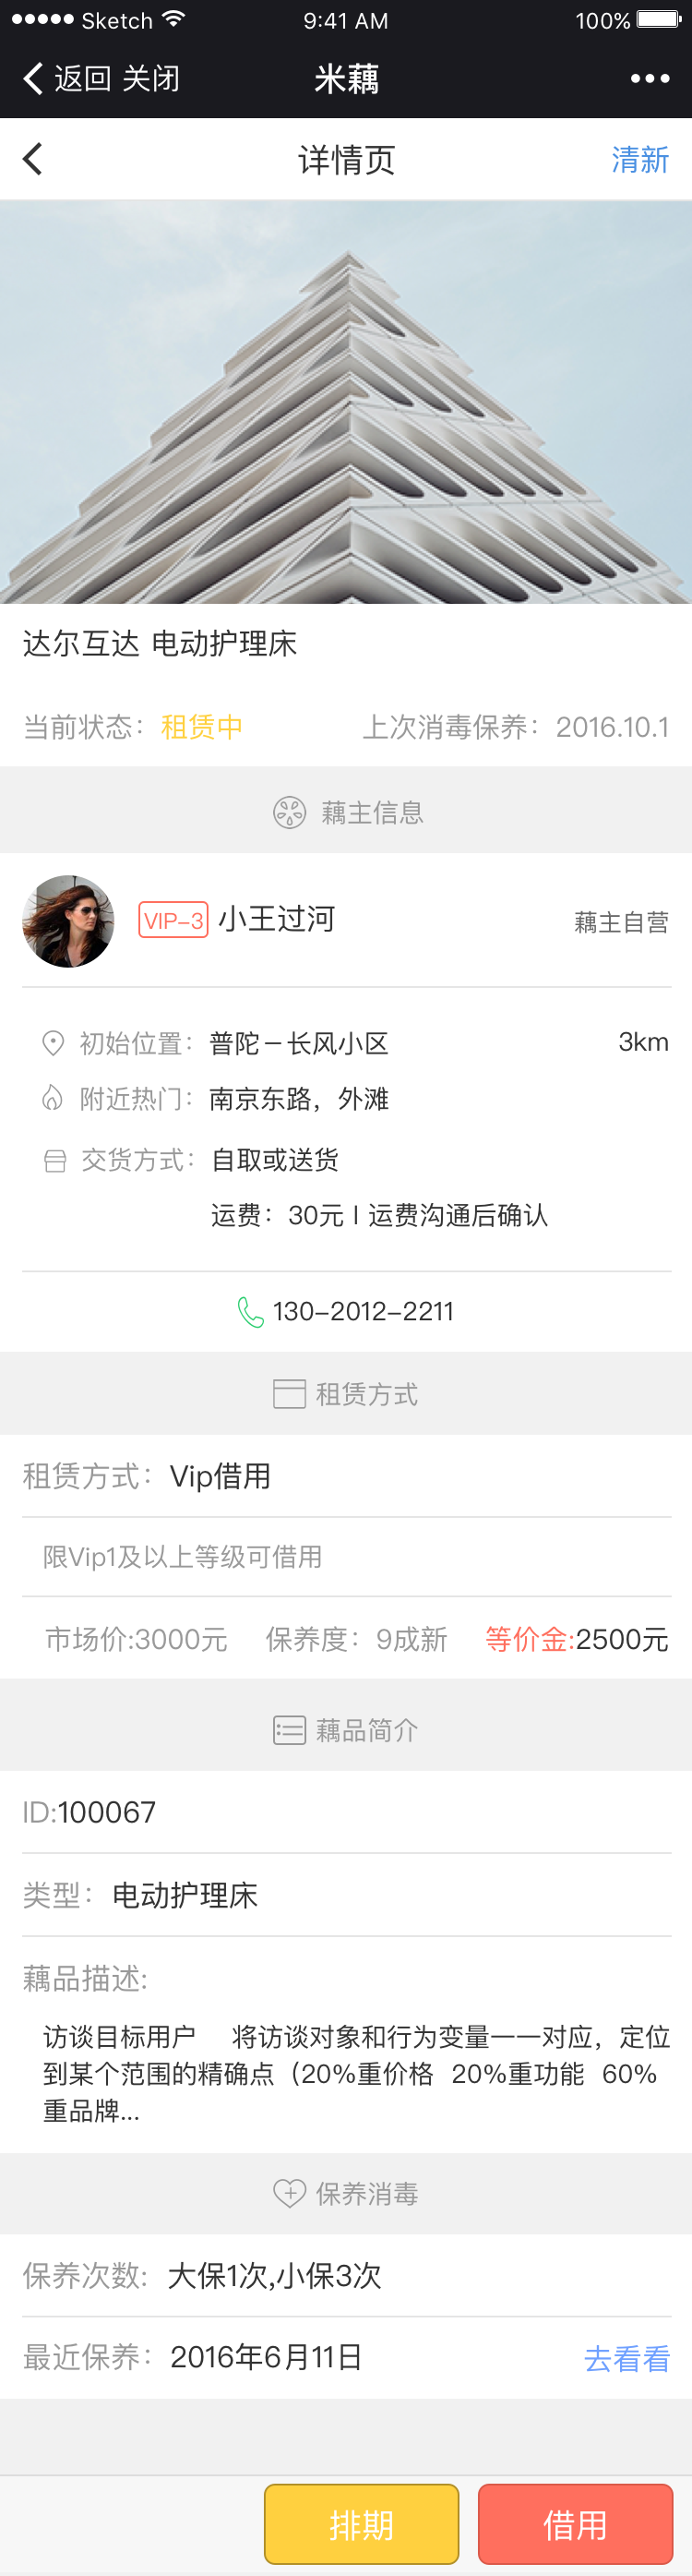 Sketch 9:41 AM 100%
返回 关闭 米藕
详情页 清新
达尔互达 电动护理床
当前状态：租赁中 上次消毒保养：2016.10.1
藕主信息
VIP-3 小王过河 藕主自营
初始位置：普陀－长风小区 3km
附近热门：南京东路，外滩
交货方式：自取或送货
运费：30元 | 运费沟通后确认
130-2012-2211
租赁方式
租赁方式：Vip借用
限Vip1及以上等级可借用
市场价:3000元 保养度：9成新 等价金:2500元
藕品简介
ID:100067
类型：电动护理床
藕品描述:
访谈目标用户 将访谈对象和行为变量一一对应，定位
到某个范围的精确点（20%重价格 20%重功能 60%
重品牌...
保养消毒
保养次数: 大保1次,小保3次
最近保养：2016年6月11日 去看看
排期 借用